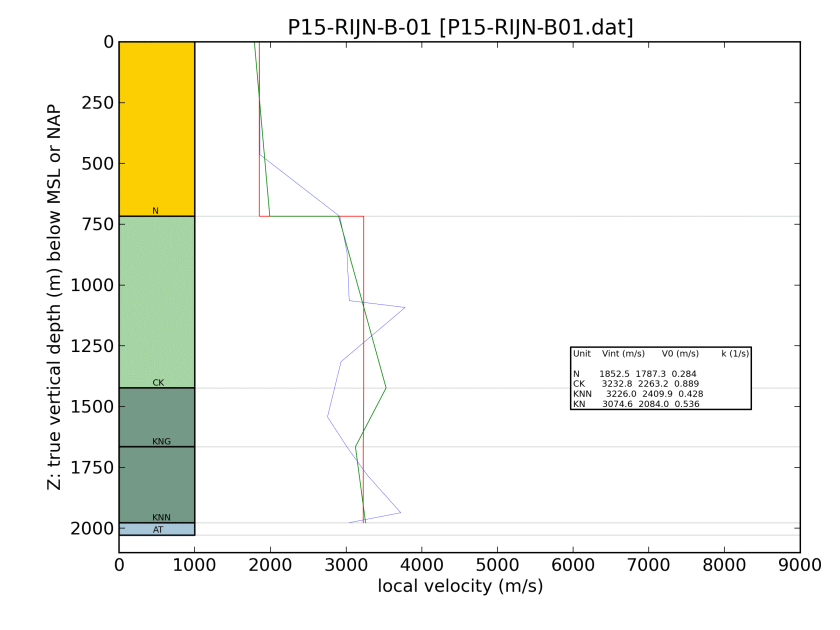 P15-RIJN-B-01 [P15-RIJN-B01.dat]
0
250
500
750
1000
1250
1500
1750
2000
Z: true vertical depth (m) below MSL or NAP
N
CK
KNG
KNN
AT
Unit Vint (m/s) V0 (m/s) k (1/s)
N 1852.5 1787.3 0.284
CK 3232.8 2263.2 0.889
KNN 3226.0 2409.9 0.428
KN 3074.6 2084.0 0.536
0 1000 2000 3000 4000 5000 6000 7000 8000 9000
local velocity (m/s)